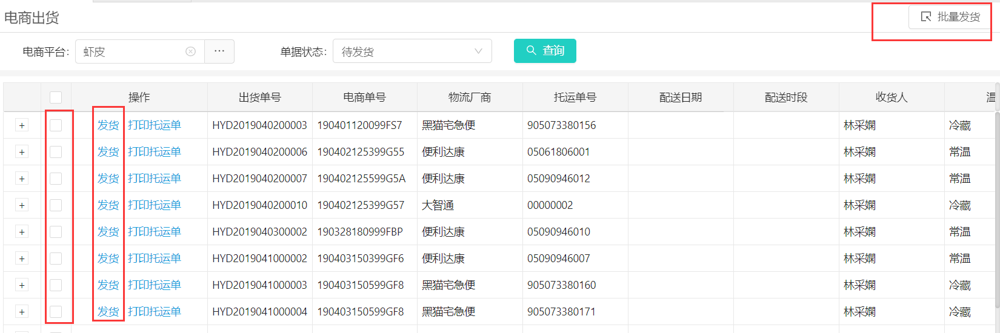 电商出货
批量发货
电商平台: 虾皮 ··· 单据状态: 待发货 查询
操作 出货单号 电商单号 物流厂商 托运单号 配送日期 配送时段 收货人 温
+ 发货 打印托运单 HYD2019040200003 190401120099FS7 黑猫宅急便 905073380156 林采娴 冷藏
+ 发货 打印托运单 HYD2019040200006 190402125399G55 便利达康 05061806001 林采娴 常温
+ 发货 打印托运单 HYD2019040200007 190402125599G5A 便利达康 05090946012 林采娴 常温
+ 发货 打印托运单 HYD2019040200010 190402125399G57 大智通 00000002 林采娴 冷藏
+ 发货 打印托运单 HYD2019040300002 190328180999FBP 便利达康 05090946010 林采娴 常温
+ 发货 打印托运单 HYD2019041000002 190403150399GF6 便利达康 05090946007 林采娴 常温
+ 发货 打印托运单 HYD2019041000003 190403150599GF8 黑猫宅急便 905073380160 林采娴 冷藏
+ 发货 打印托运单 HYD2019041000004 190403150599GF8 黑猫宅急便 905073380171 林采娴 冷藏